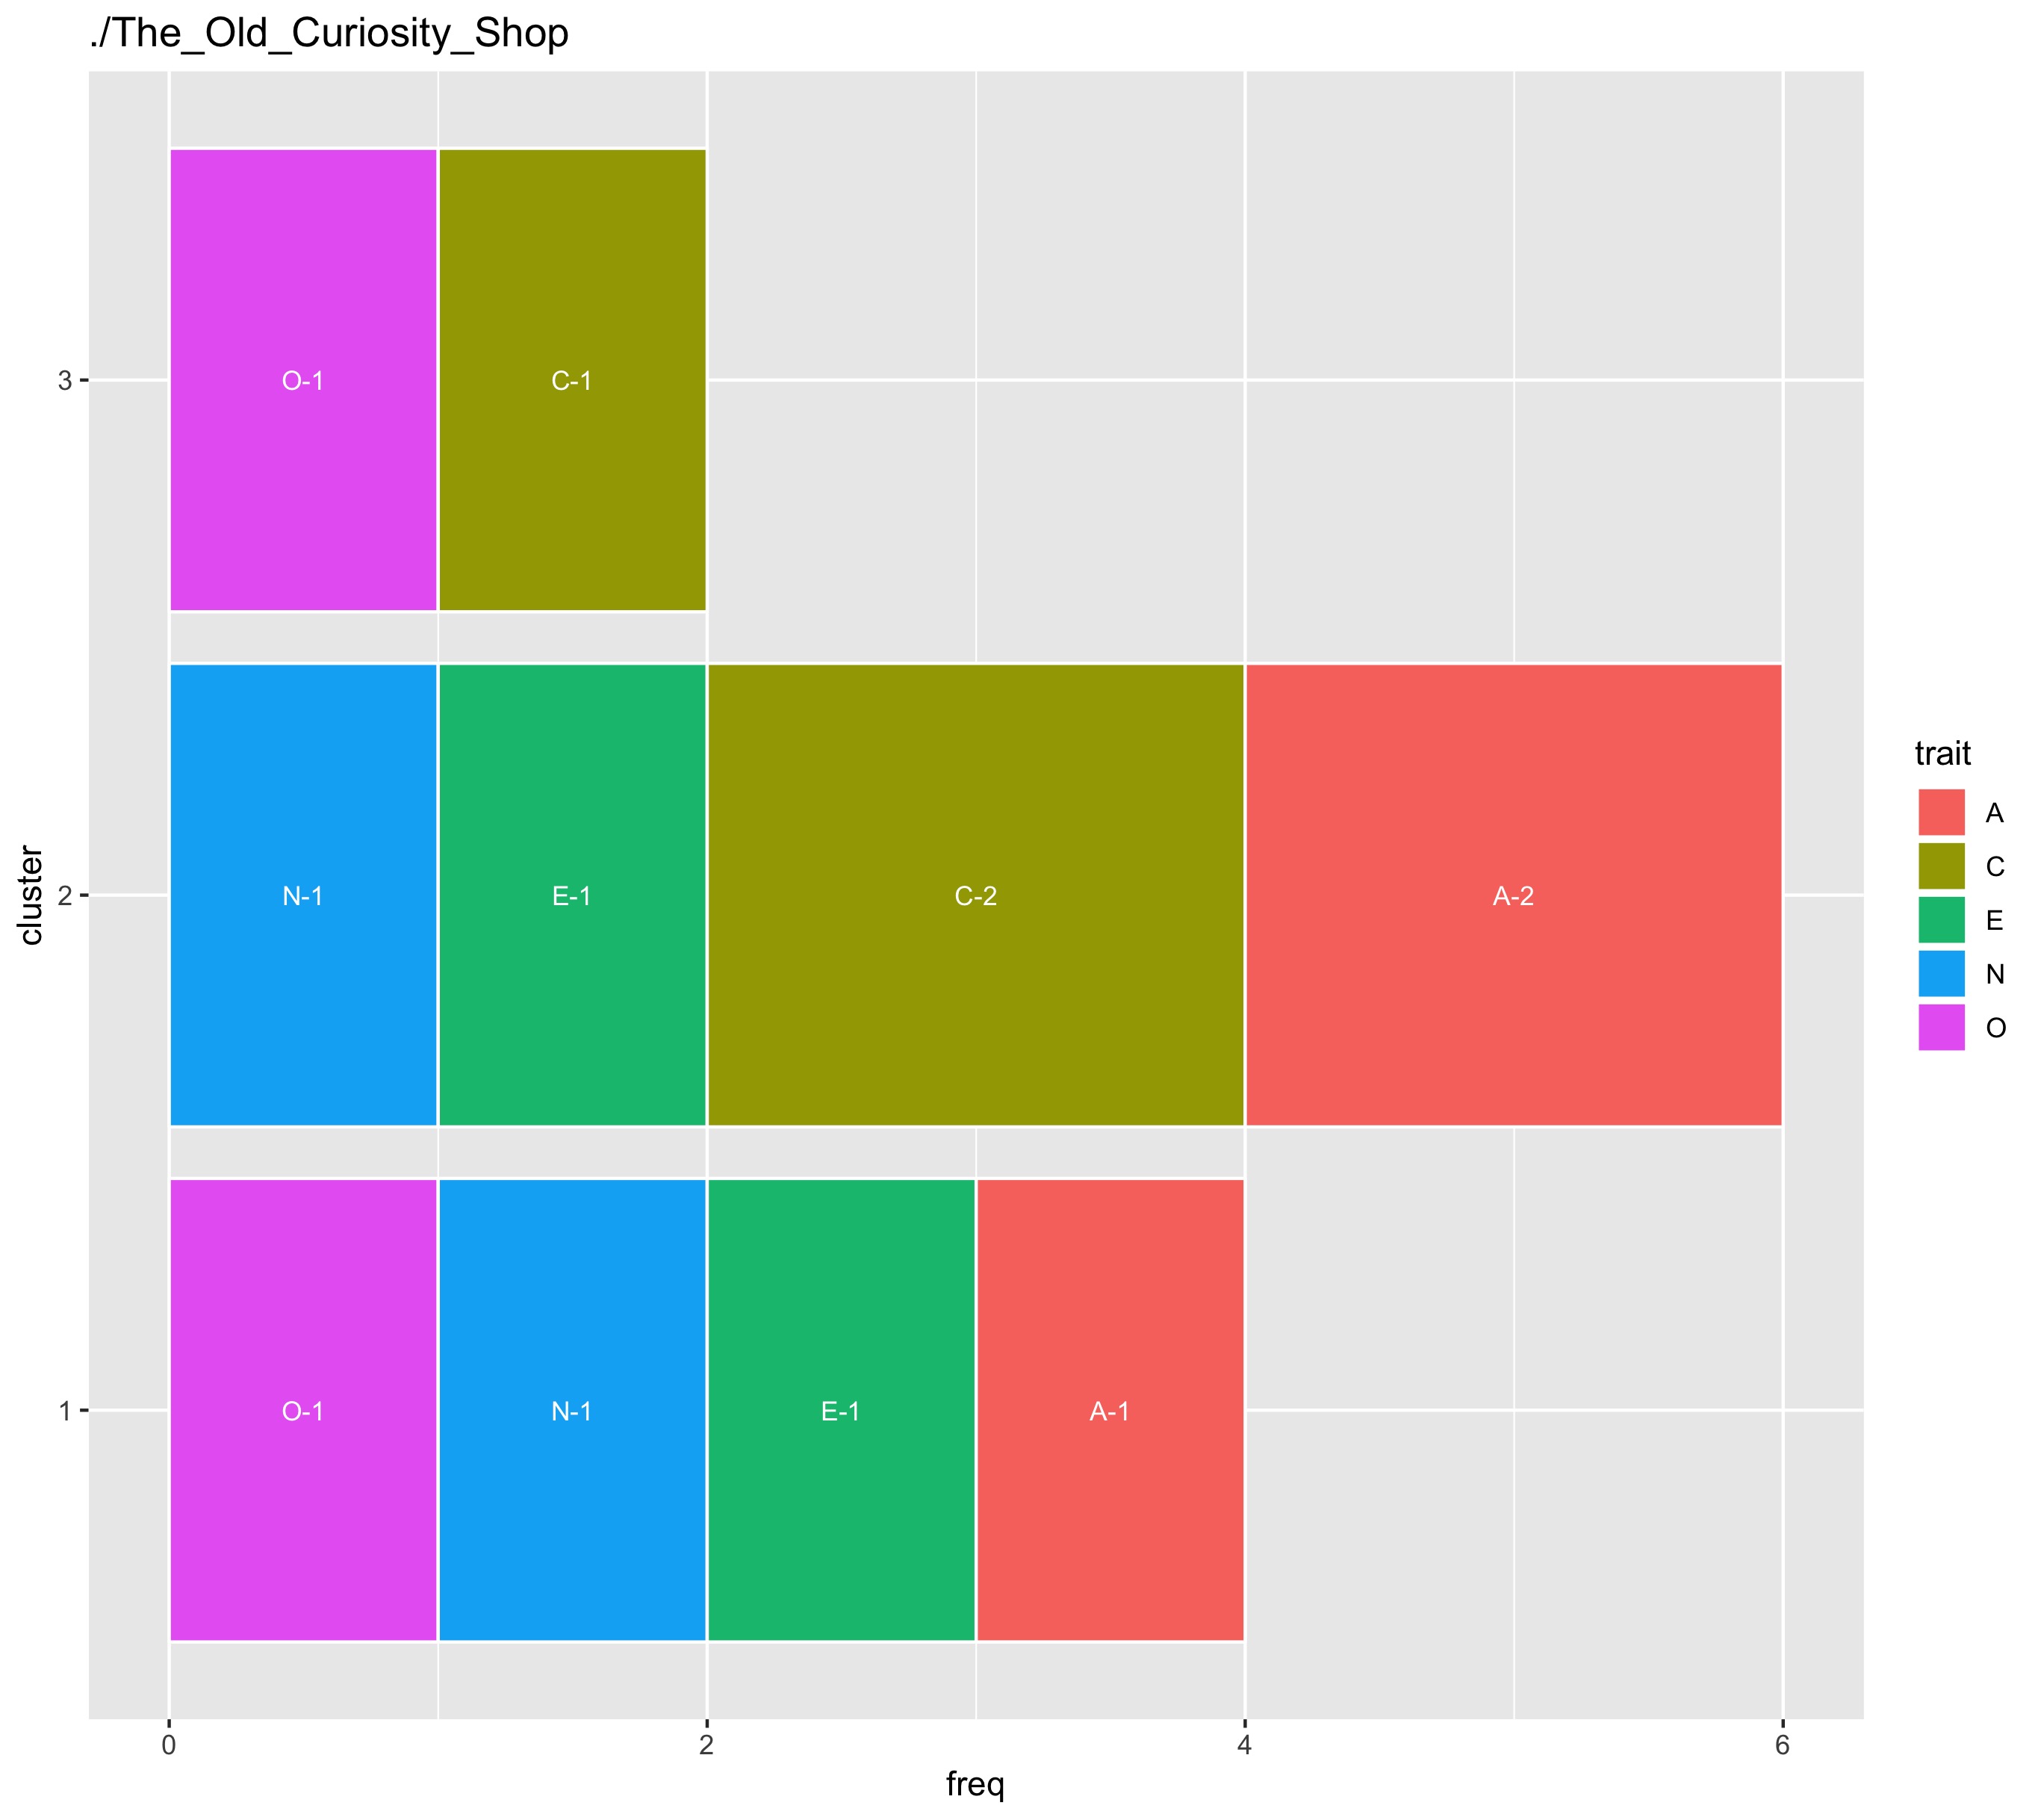 ./The_Old_Curiosity_Shop
3
O-1 C-1
2
N-1 E-1 C-2 A-2
1
O-1 N-1 E-1 A-1
0 2 4 6
freq
cluster
trait
A
C
E
N
O